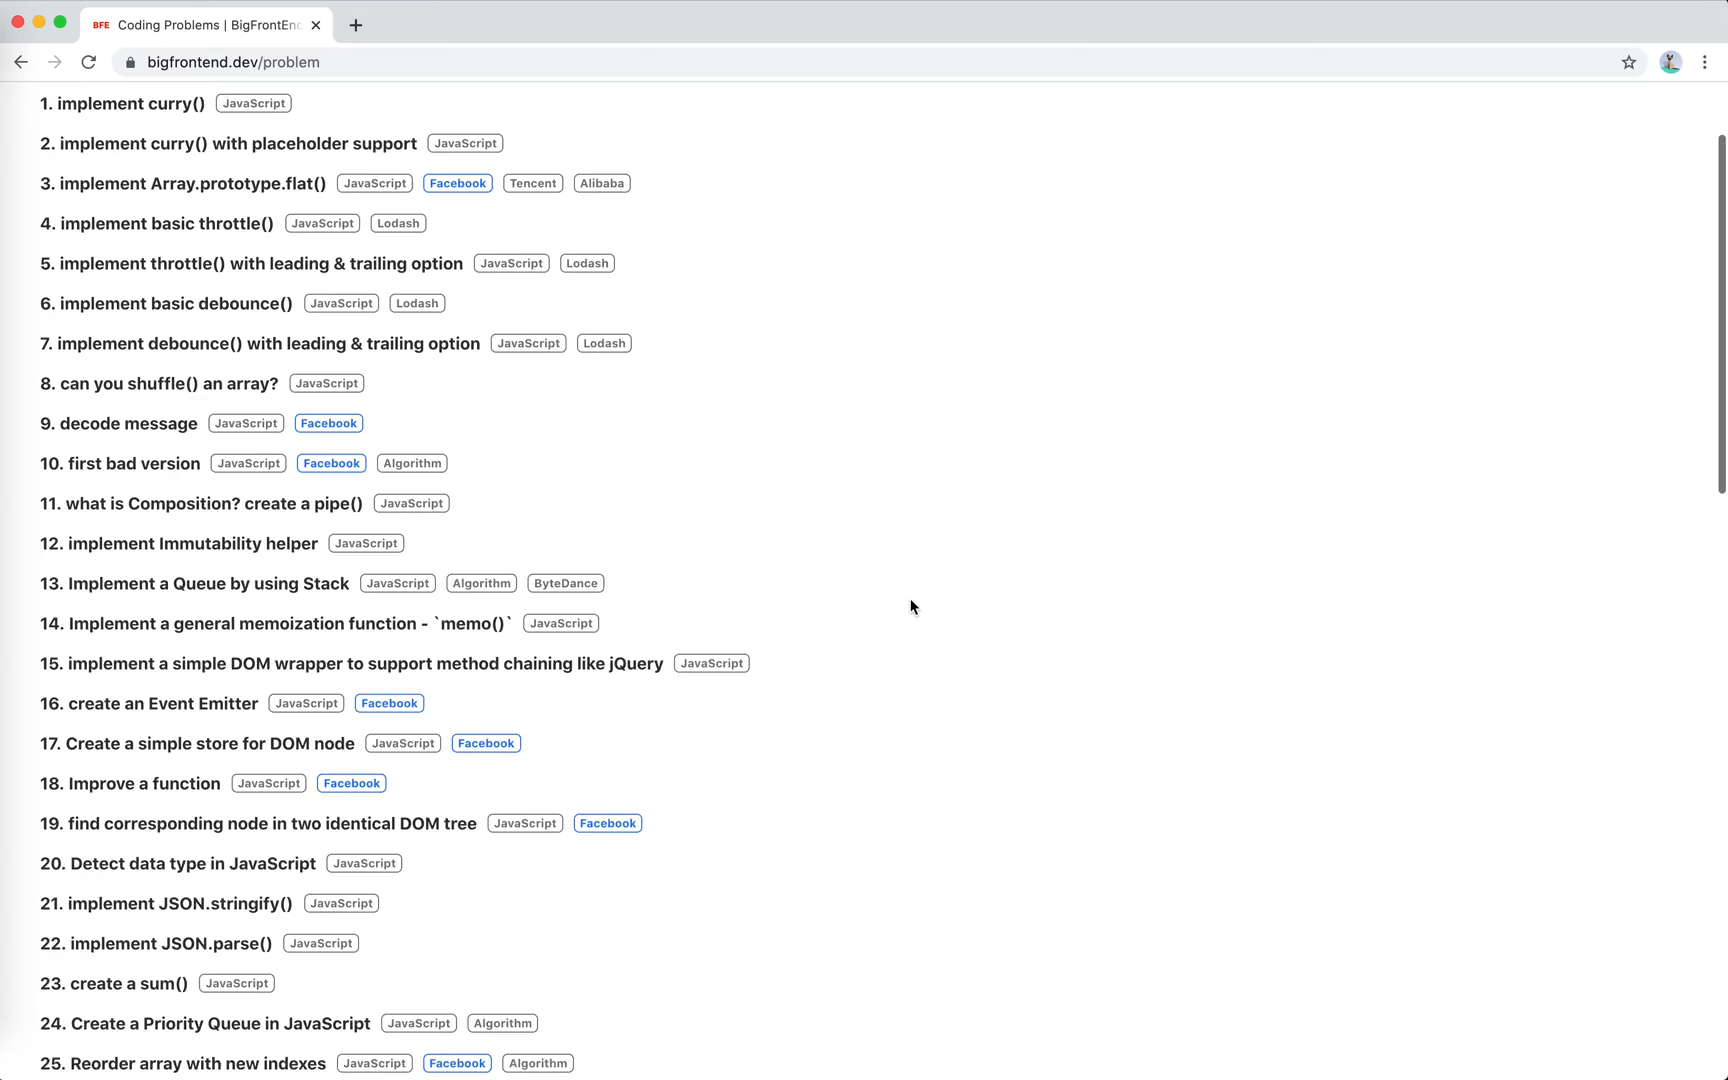 BFE Coding Problems | BigFrontEnd
bigfrontend.dev/problem
1. implement curry() JavaScript
2. implement curry() with placeholder support JavaScript
3. implement Array.prototype.flat() JavaScript Facebook Tencent Alibaba
4. implement basic throttle() JavaScript Lodash
5. implement throttle() with leading & trailing option JavaScript Lodash
6. implement basic debounce() JavaScript Lodash
7. implement debounce() with leading & trailing option JavaScript Lodash
8. can you shuffle() an array? JavaScript
9. decode message JavaScript Facebook
10. first bad version JavaScript Facebook Algorithm
11. what is Composition? create a pipe() JavaScript
12. implement Immutability helper JavaScript
13. Implement a Queue by using Stack JavaScript Algorithm ByteDance
14. Implement a general memoization function - `memo()` JavaScript
15. implement a simple DOM wrapper to support method chaining like jQuery JavaScript
16. create an Event Emitter JavaScript Facebook
17. Create a simple store for DOM node JavaScript Facebook
18. Improve a function JavaScript Facebook
19. find corresponding node in two identical DOM tree JavaScript Facebook
20. Detect data type in JavaScript JavaScript
21. implement JSON.stringify() JavaScript
22. implement JSON.parse() JavaScript
23. create a sum() JavaScript
24. Create a Priority Queue in JavaScript JavaScript Algorithm
25. Reorder array with new indexes JavaScript Facebook Algorithm